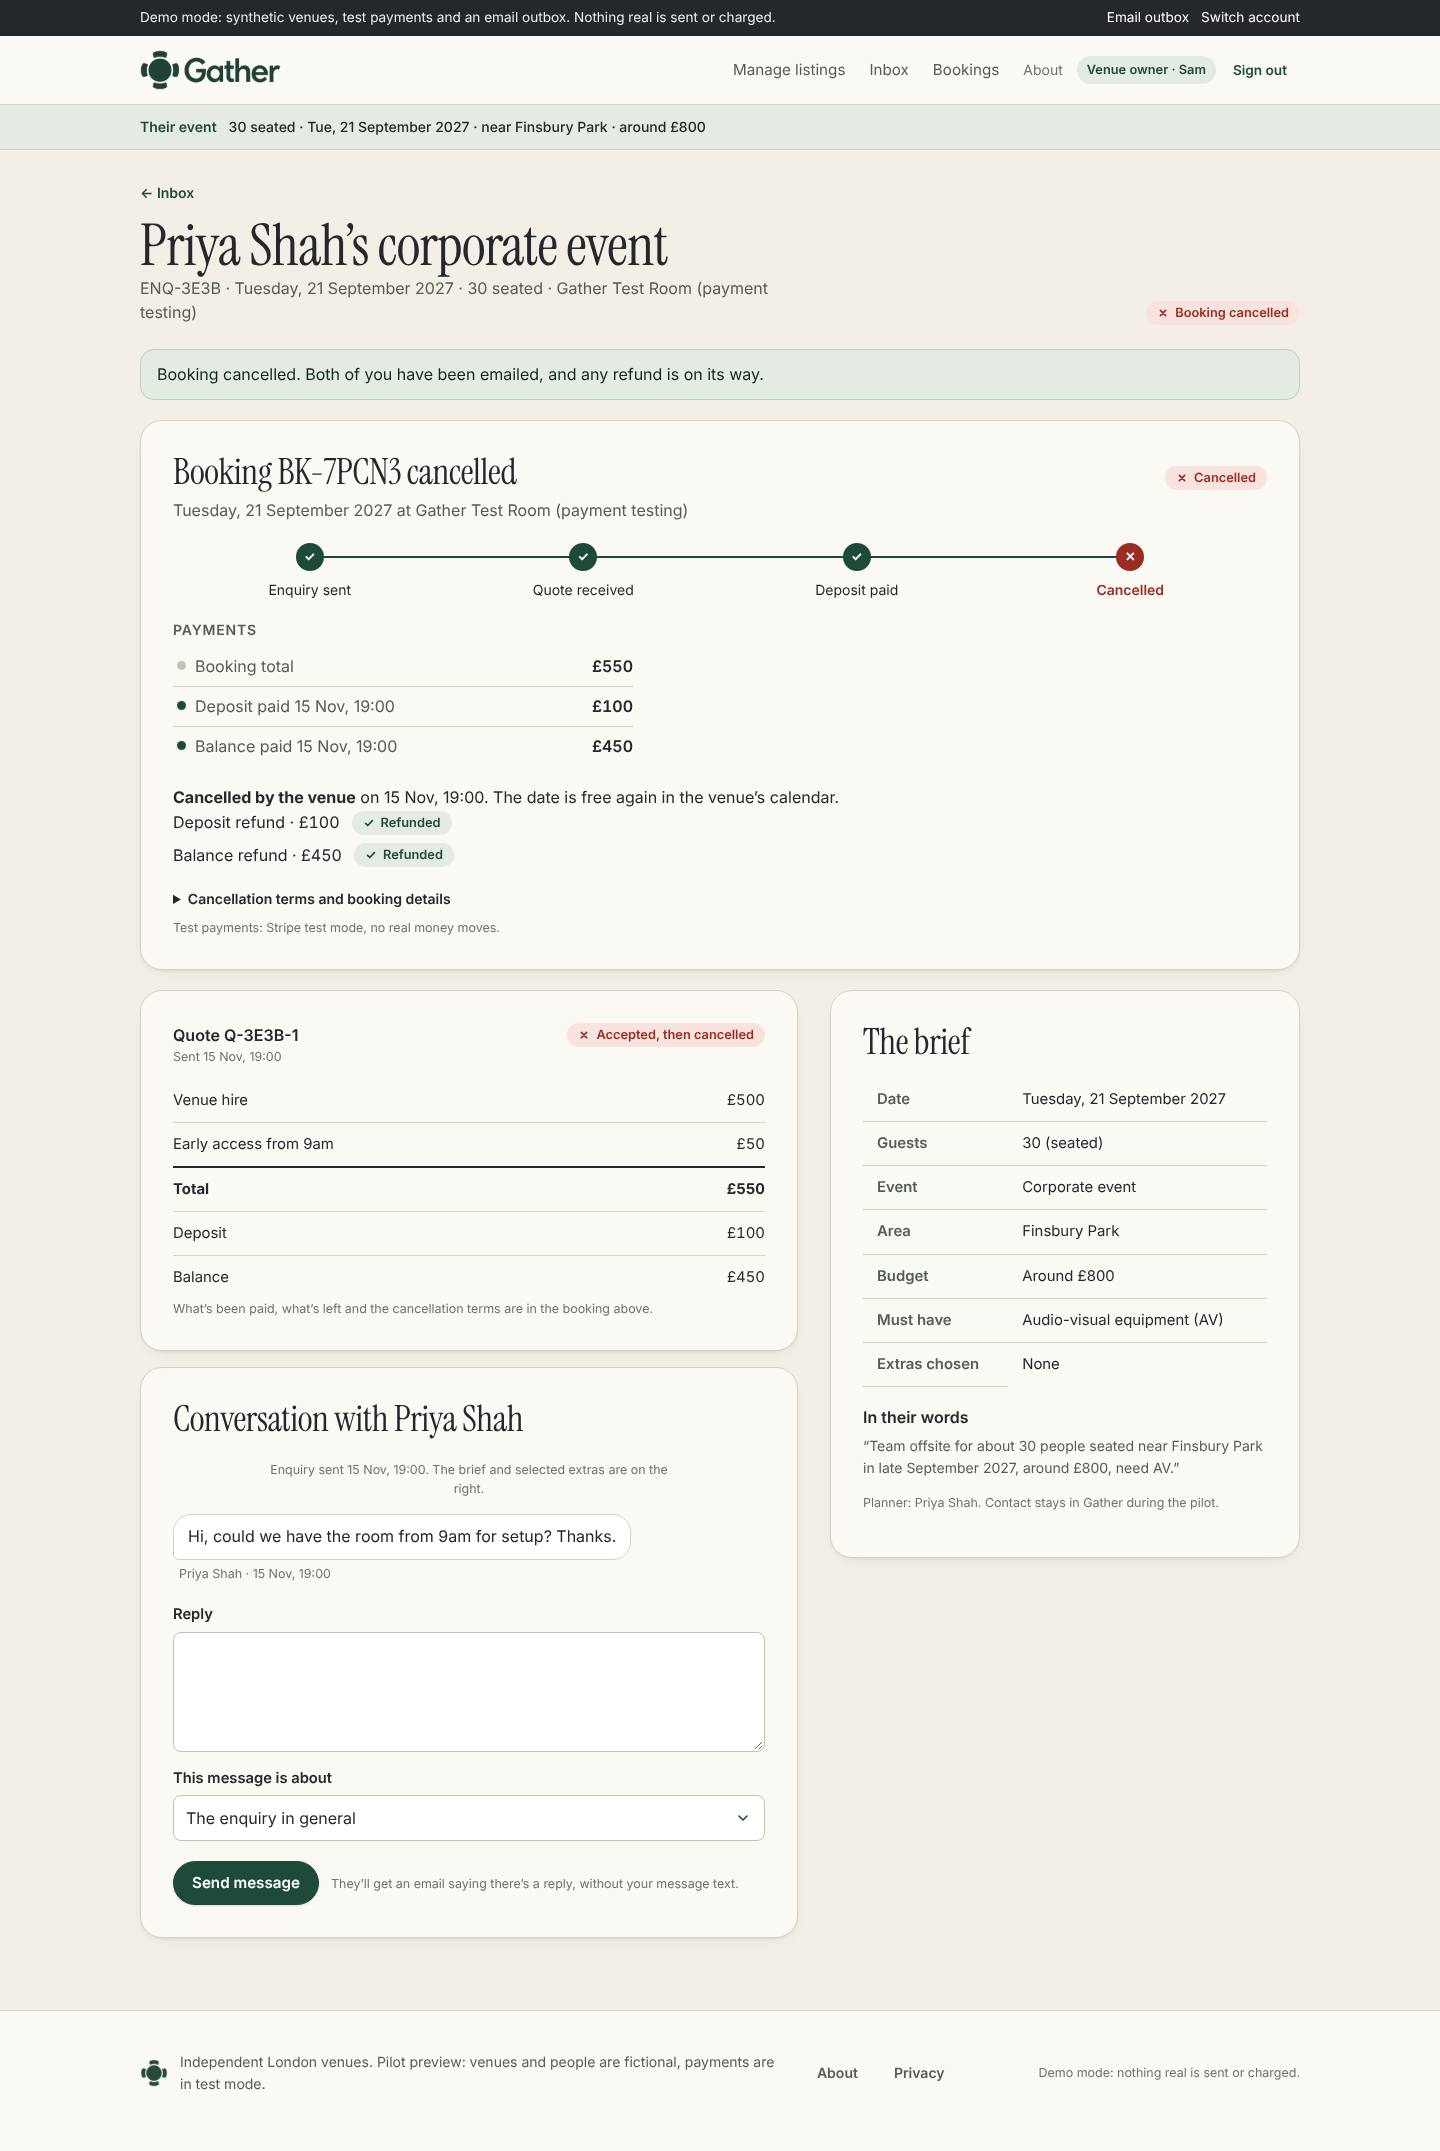 Demo mode: synthetic venues, test payments and an email outbox. Nothing real is sent or charged.
Email outbox Switch account
Gather
Manage listings Inbox Bookings About Venue owner · Sam Sign out
Their event 30 seated · Tue, 21 September 2027 · near Finsbury Park · around £800
← Inbox
Priya Shah’s corporate event
ENQ-3E3B · Tuesday, 21 September 2027 · 30 seated · Gather Test Room (payment
testing)
× Booking cancelled
Booking cancelled. Both of you have been emailed, and any refund is on its way.
Booking BK-7PCN3 cancelled
× Cancelled
Tuesday, 21 September 2027 at Gather Test Room (payment testing)
Enquiry sent Quote received Deposit paid Cancelled
PAYMENTS
Booking total £550
Deposit paid 15 Nov, 19:00 £100
Balance paid 15 Nov, 19:00 £450
Cancelled by the venue on 15 Nov, 19:00. The date is free again in the venue’s calendar.
Deposit refund · £100 ✓ Refunded
Balance refund · £450 ✓ Refunded
▶ Cancellation terms and booking details
Test payments: Stripe test mode, no real money moves.
Quote Q-3E3B-1
× Accepted, then cancelled
Sent 15 Nov, 19:00
Venue hire £500
Early access from 9am £50
Total £550
Deposit £100
Balance £450
What’s been paid, what’s left and the cancellation terms are in the booking above.
Conversation with Priya Shah
Enquiry sent 15 Nov, 19:00. The brief and selected extras are on the
right.
Hi, could we have the room from 9am for setup? Thanks.
Priya Shah · 15 Nov, 19:00
Reply
This message is about
The enquiry in general
Send message They’ll get an email saying there’s a reply, without your message text.
The brief
Date Tuesday, 21 September 2027
Guests 30 (seated)
Event Corporate event
Area Finsbury Park
Budget Around £800
Must have Audio-visual equipment (AV)
Extras chosen None
In their words
“Team offsite for about 30 people seated near Finsbury Park
in late September 2027, around £800, need AV.”
Planner: Priya Shah. Contact stays in Gather during the pilot.
Independent London venues. Pilot preview: venues and people are fictional, payments are
in test mode.
About Privacy
Demo mode: nothing real is sent or charged.